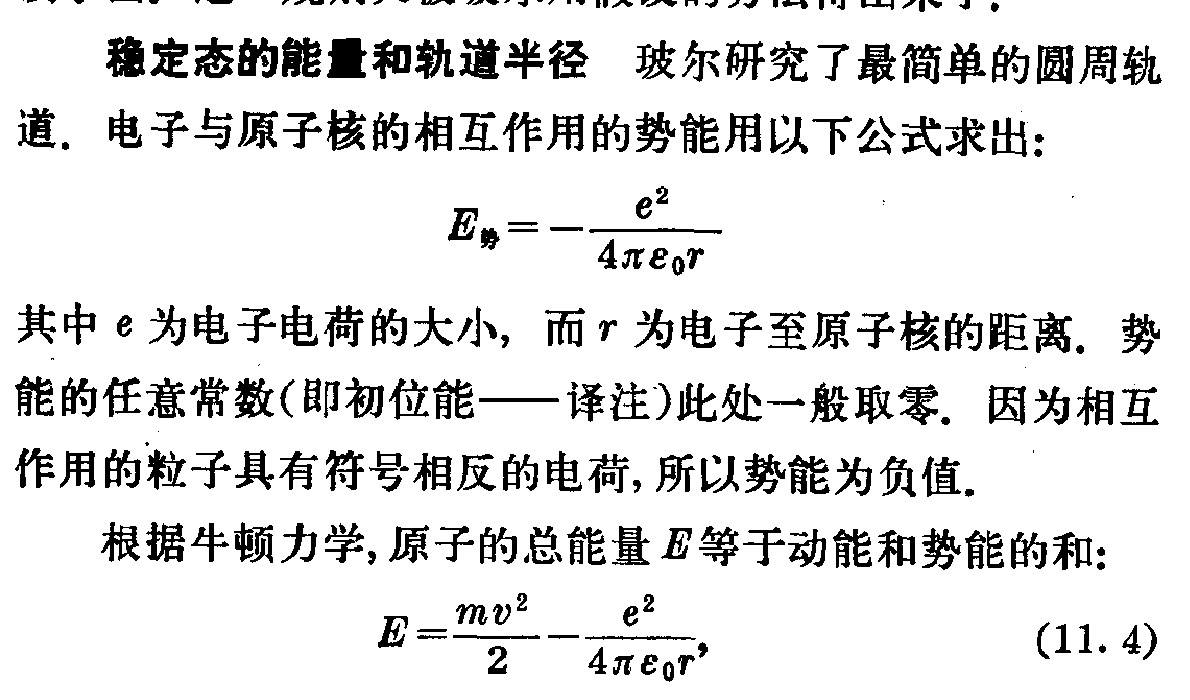 稳定态的能量和轨道半径 玻尔研究了最简单的圆周轨
道. 电子与原子核的相互作用的势能用以下公式求出:
E势=-e²/4πε₀r
其中 e 为电子电荷的大小, 而 r 为电子至原子核的距离. 势
能的任意常数(即初位能——译注)此处一般取零. 因为相互
作用的粒子具有符号相反的电荷, 所以势能为负值.
根据牛顿力学, 原子的总能量 E 等于动能和势能的和:
E=mv²/2-e²/4πε₀r, (11. 4)